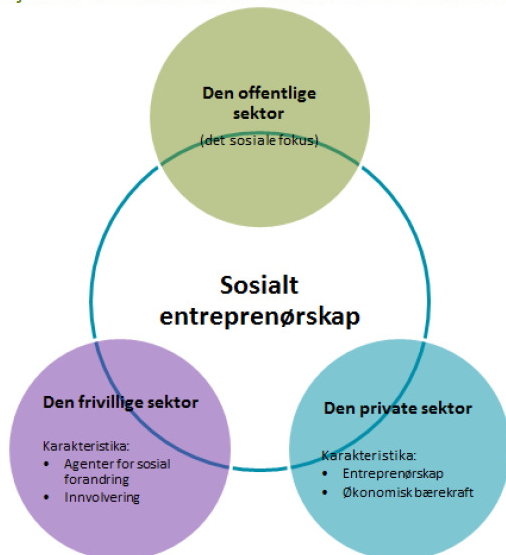 Den offentlige
sektor
(det sosiale fokus)
Sosialt
entreprenørskap
Den frivillige sektor
Karakteristika:
• Agenter for sosial
forandring
• Innvolvering
Den private sektor
Karakteristika:
• Entreprenørskap
• Økonomisk bærekraft